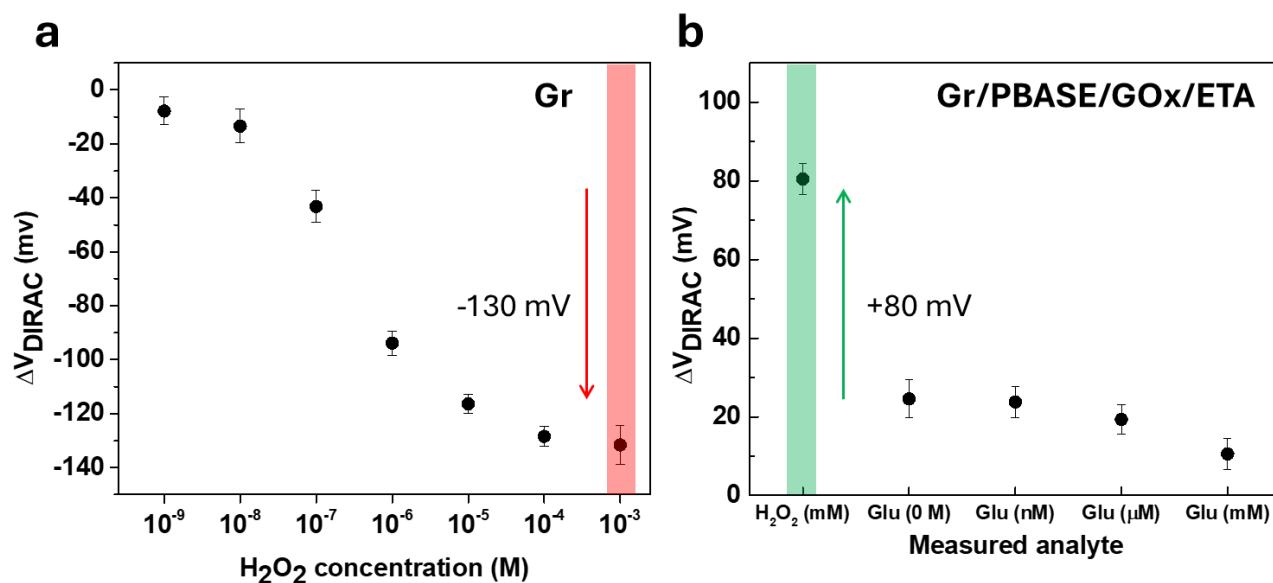 a
Gr
0
-20
-40
-60
-80
-100
-120
-140
ΔV_DIRAC (mv)
-130 mV
10⁻⁹ 10⁻⁸ 10⁻⁷ 10⁻⁶ 10⁻⁵ 10⁻⁴ 10⁻³
H₂O₂ concentration (M)
b
Gr/PBASE/GOx/ETA
100
80
60
40
20
0
ΔV_DIRAC (mV)
+80 mV
H₂O₂ (mM) Glu (0 M) Glu (nM) Glu (μM) Glu (mM)
Measured analyte